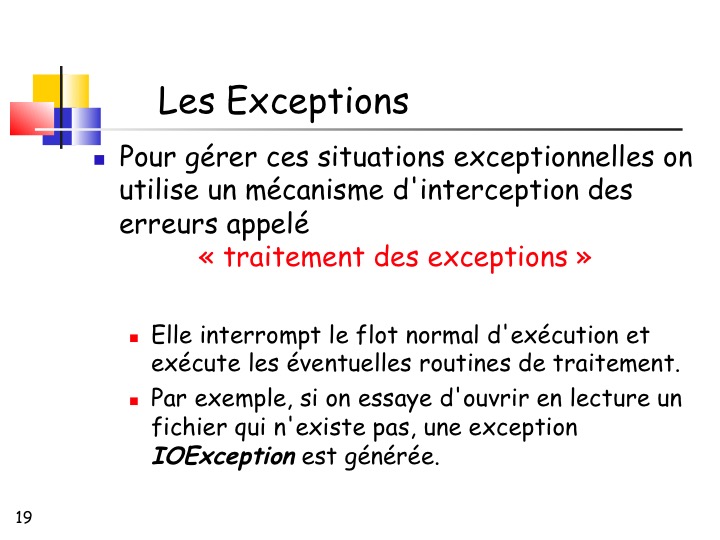 Les Exceptions
Pour gérer ces situations exceptionnelles on
utilise un mécanisme d'interception des
erreurs appelé
« traitement des exceptions »
Elle interrompt le flot normal d'exécution et
exécute les éventuelles routines de traitement.
Par exemple, si on essaye d'ouvrir en lecture un
fichier qui n'existe pas, une exception
IOException est générée.
19